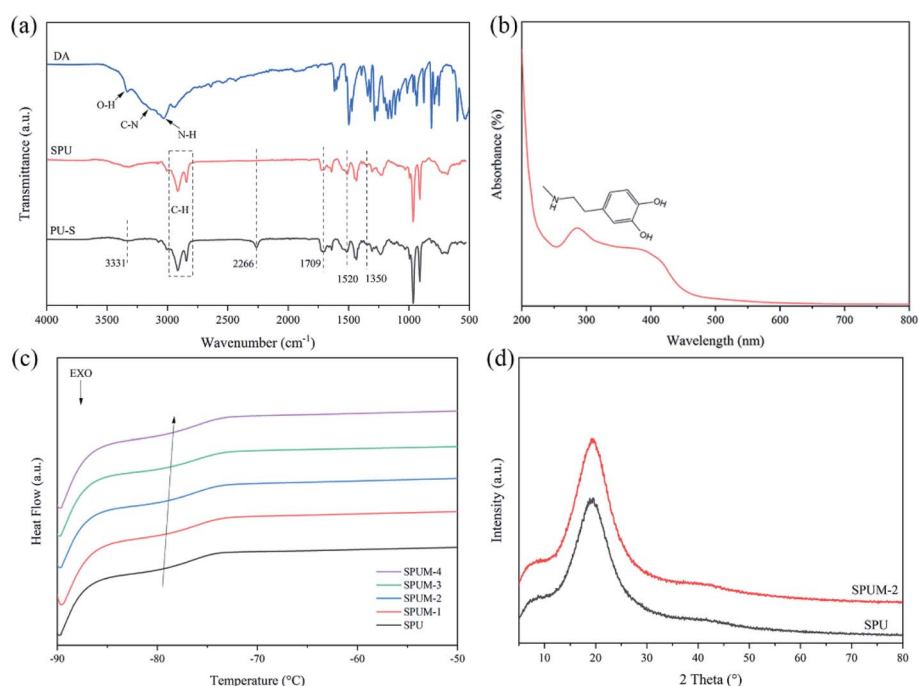 (a)
DA
O-H
C-N
N-H
SPU
C-H
PU-S
3331
2266
1709
1520
1350
Transmittance (a.u.)
4000 3500 3000 2500 2000 1500 1000 500
Wavenumber (cm⁻¹)
(b)
Absorbance (%)
N
H
OH
OH
200 300 400 500 600 700 800
Wavelength (nm)
(c)
EXO
Heat Flow (a.u.)
SPUM-4
SPUM-3
SPUM-2
SPUM-1
SPU
-90 -80 -70 -60 -50
Temperature (°C)
(d)
Intensity (a.u.)
SPUM-2
SPU
10 20 30 40 50 60 70 80
2 Theta (°)